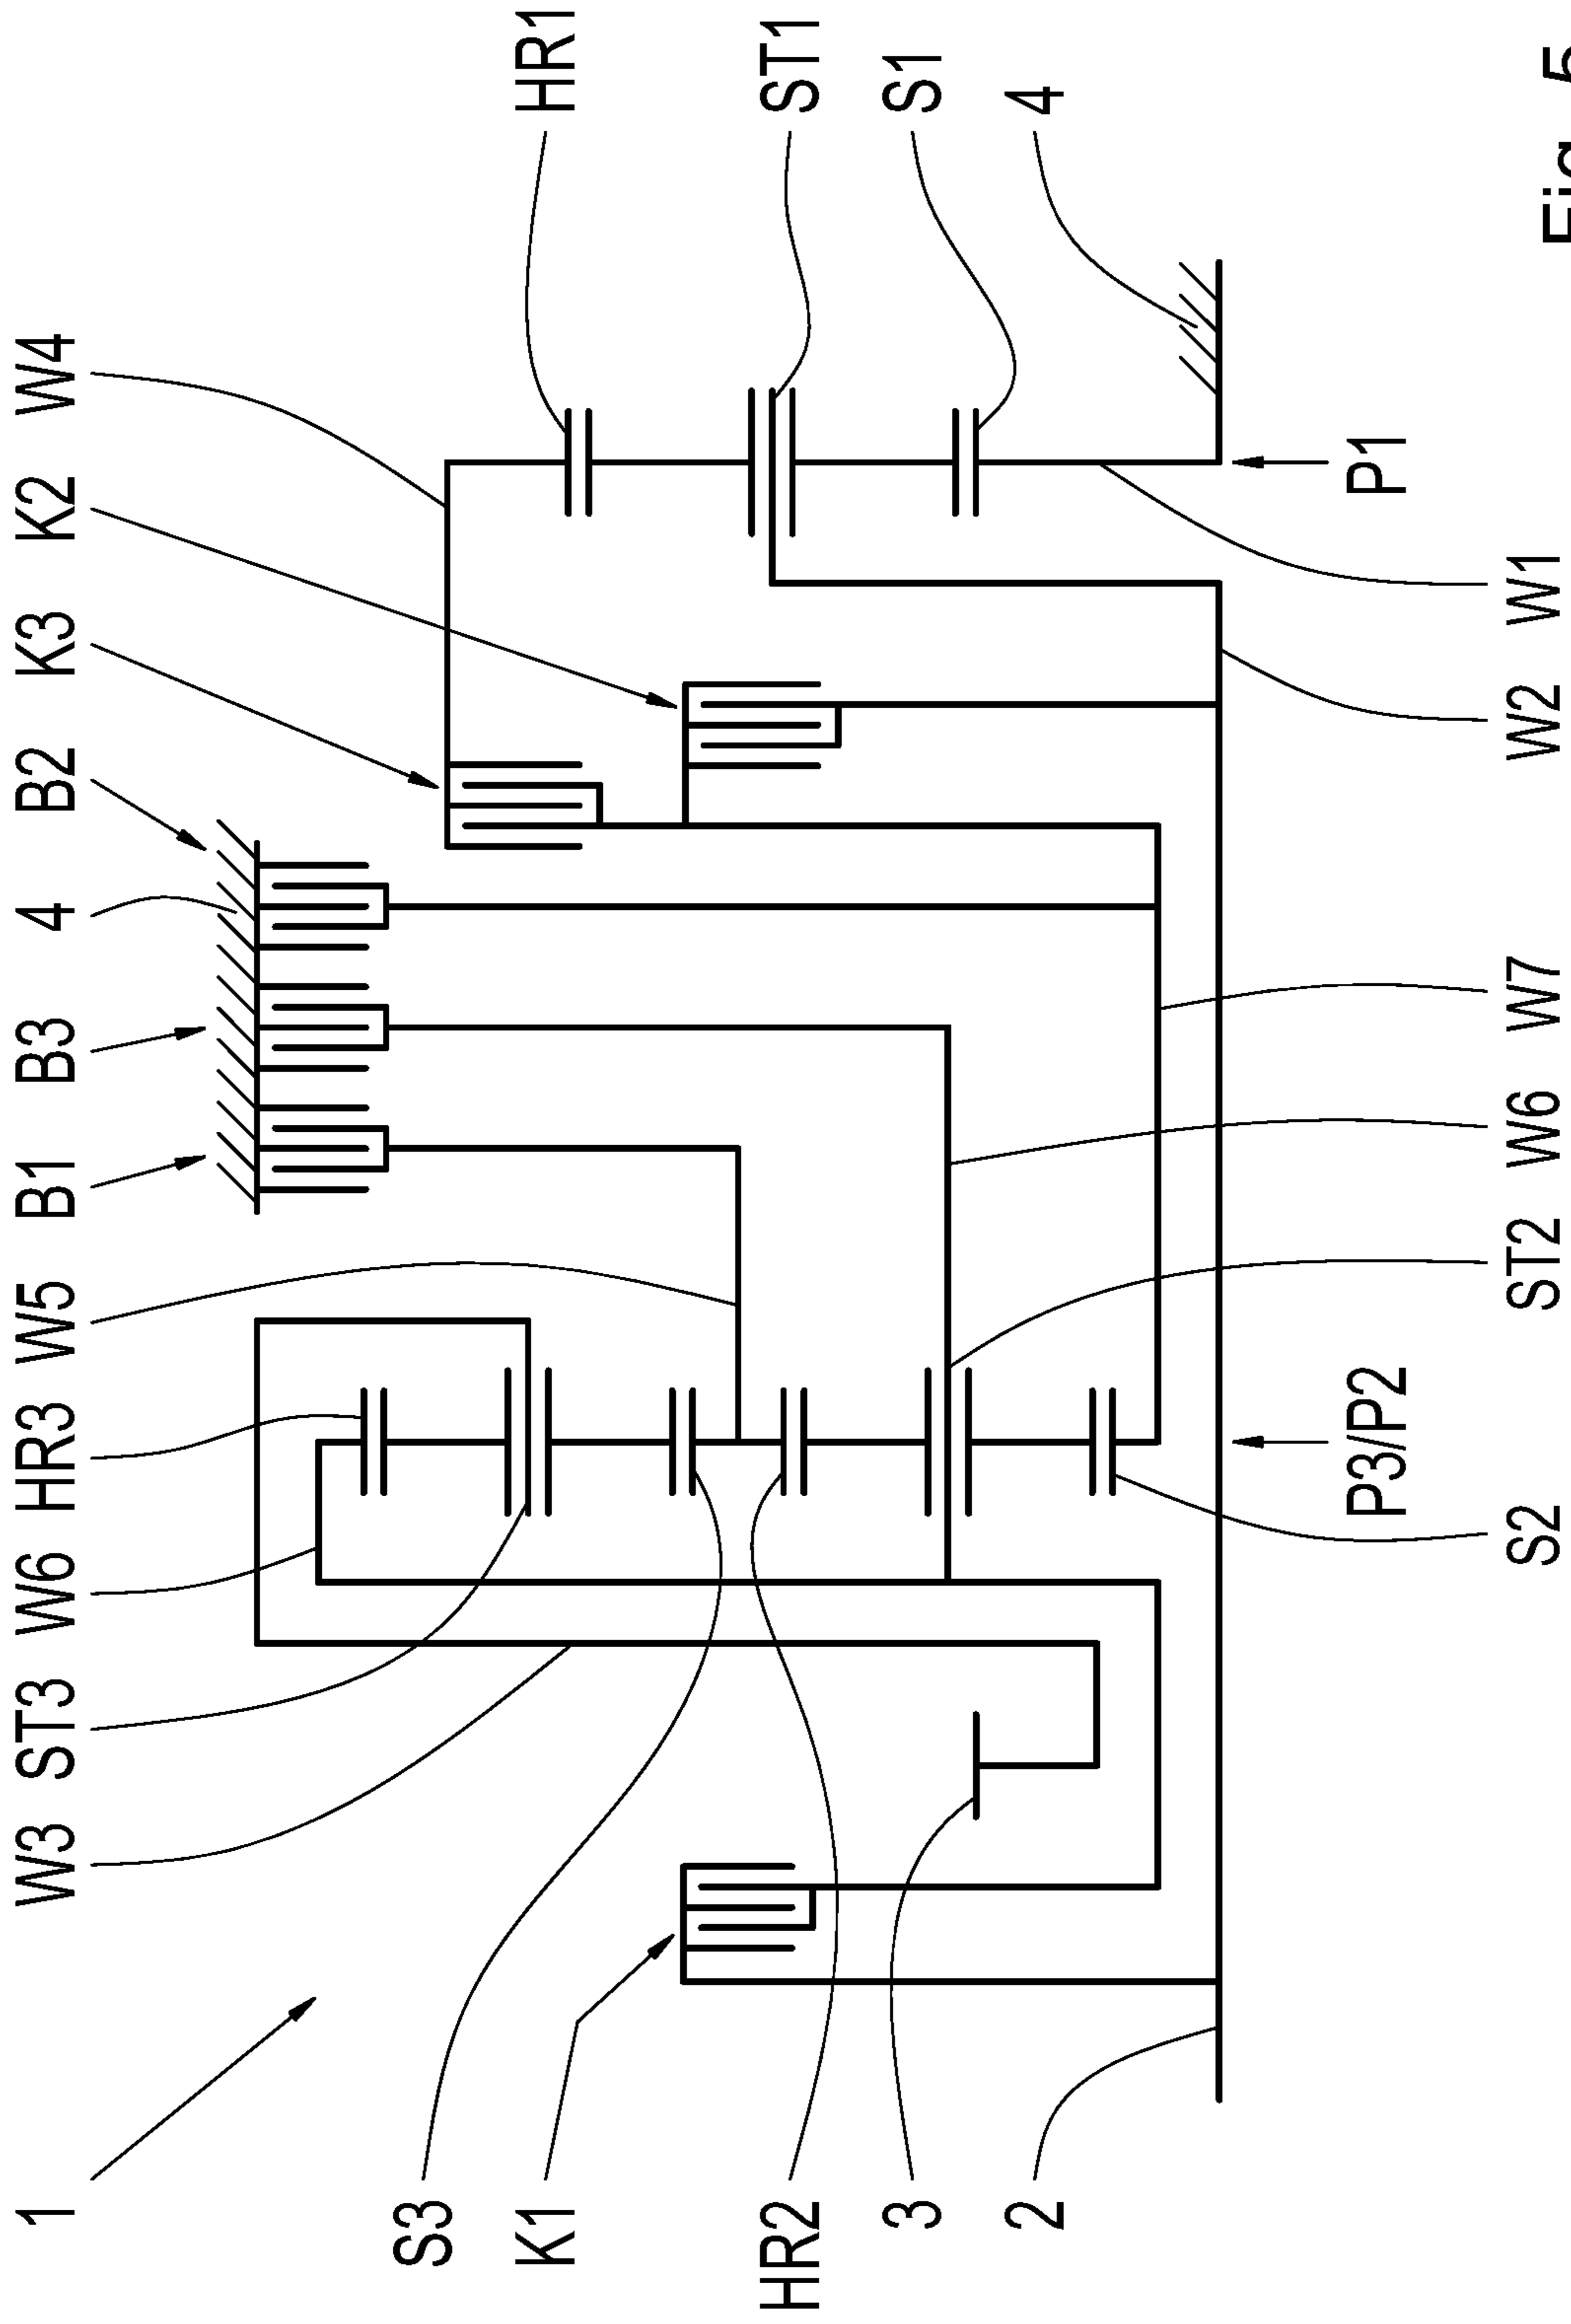 1 W3 ST3 W6 HR3 W5 B1 B3 4 B2 K3 K2 W4
S3
K1 HR1
HR2 ST1
3 S1
2 4
P3/P2 P1
S2 ST2 W6 W7 W2 W1
Fig. 5